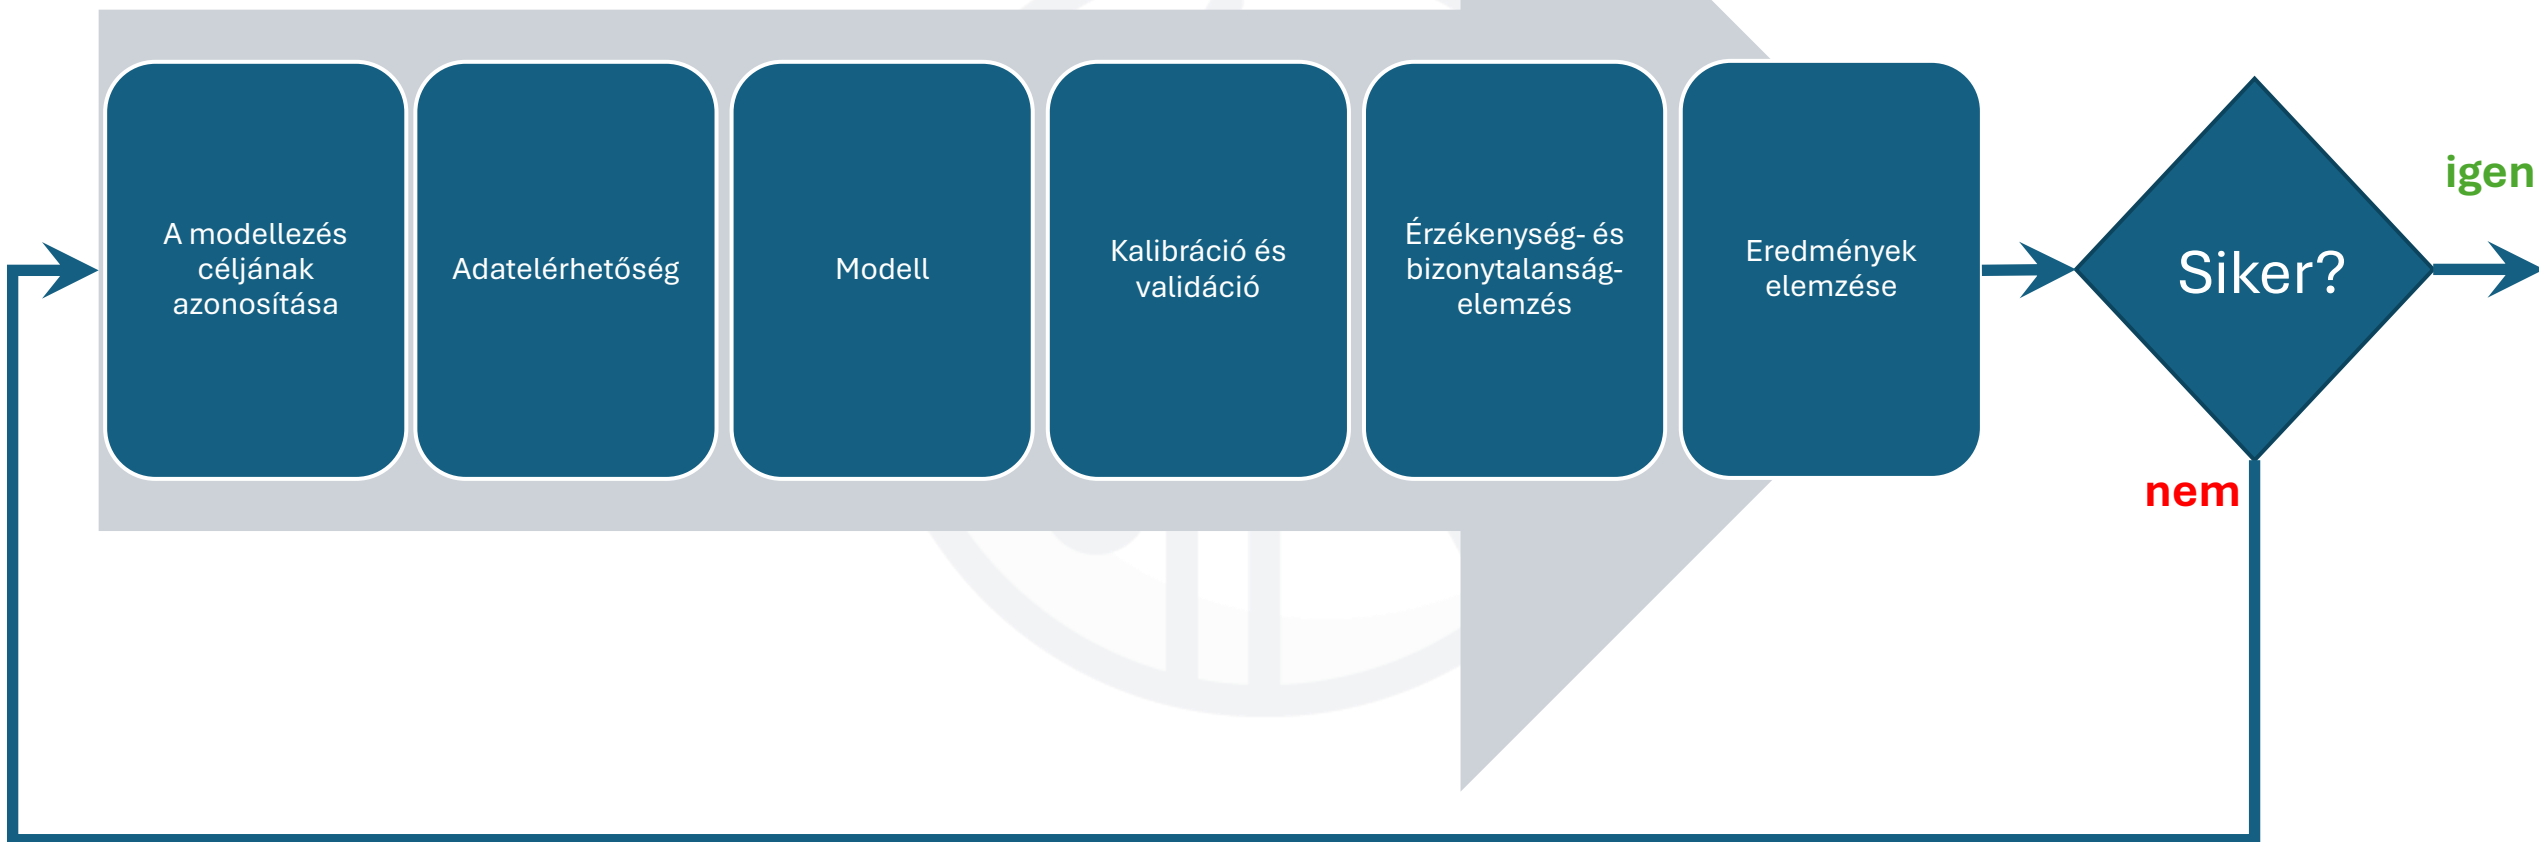 A modellezés
céljának
azonosítása
Adatelérhetőség
Modell
Kalibráció és
validáció
Érzékenység- és
bizonytalanság-
elemzés
Eredmények
elemzése
Siker?
igen
nem